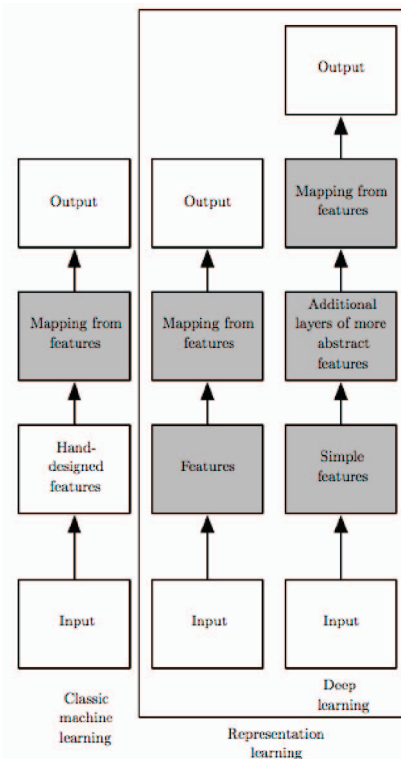 Output
Output
Output
Mapping from
features
Mapping from
features
Mapping from
features
Additional
layers of more
abstract
features
Hand-
designed
features
Features
Simple
features
Input
Input
Input
Classic
machine
learning
Deep
learning
Representation
learning